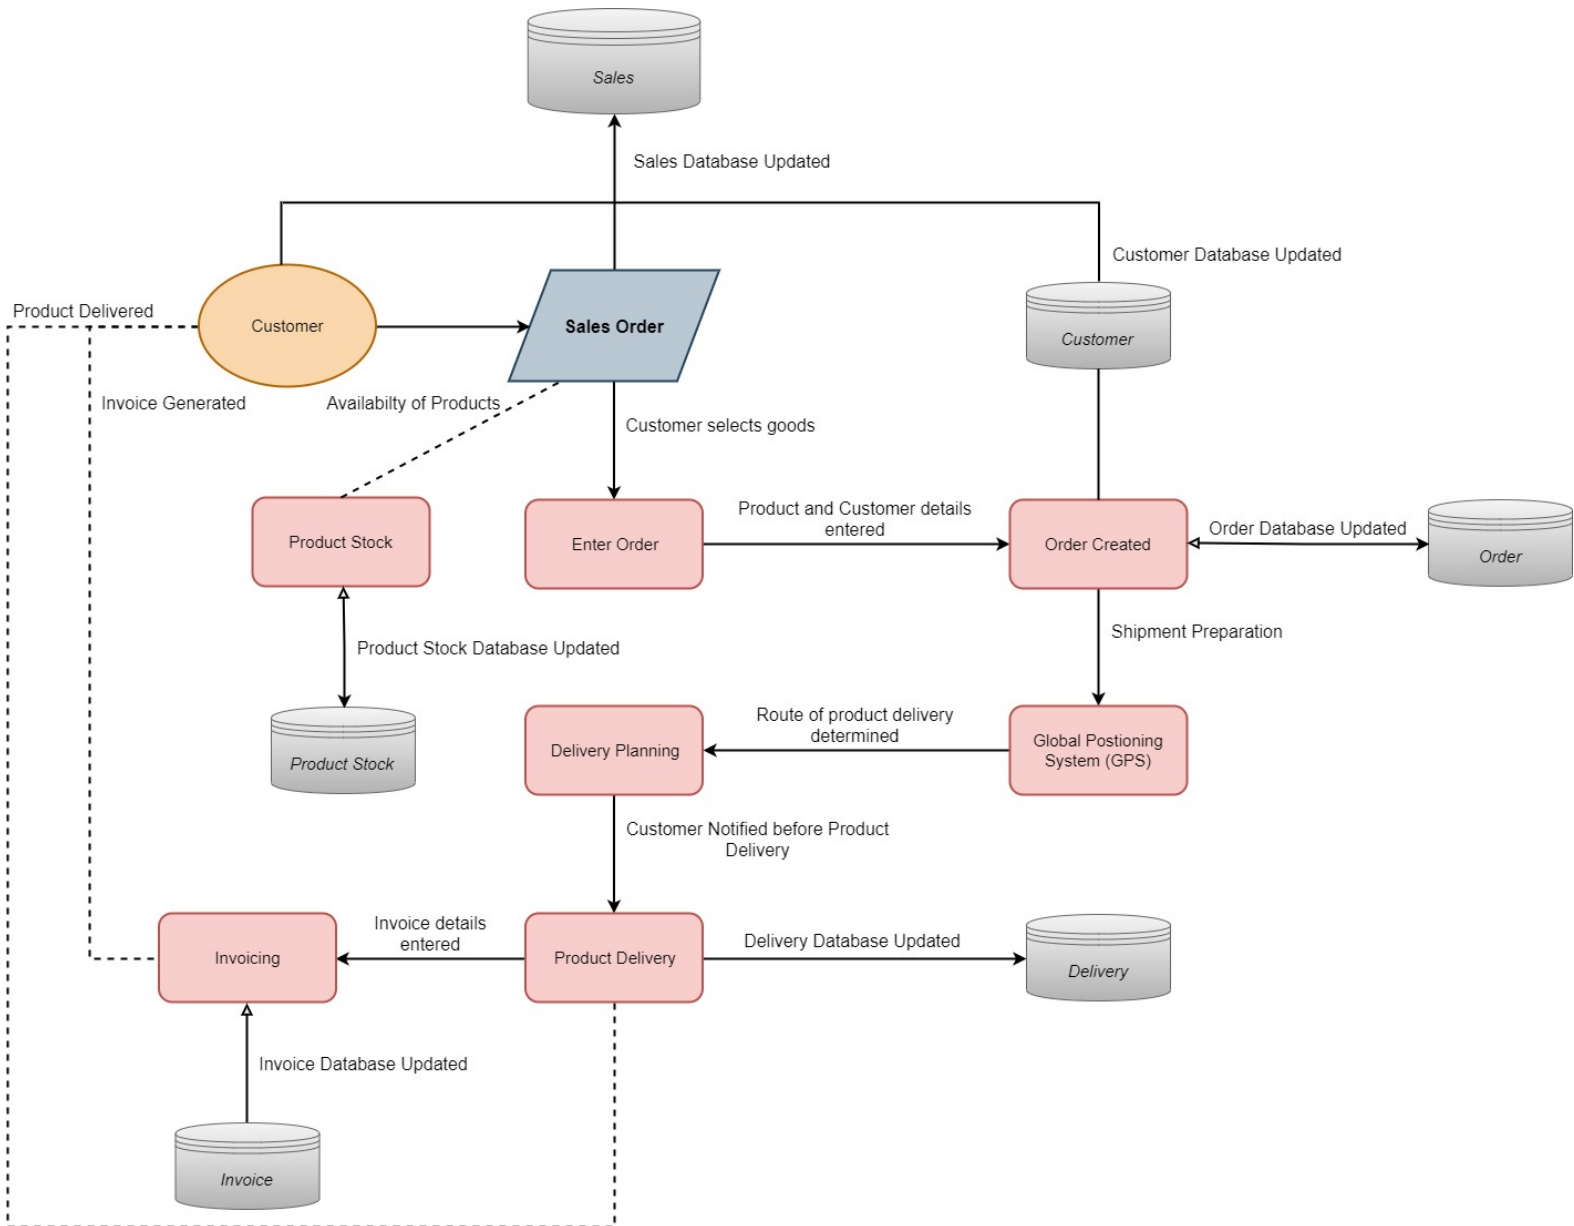 Sales
Sales Database Updated
Customer Database Updated
Product Delivered
Customer
Sales Order
Customer
Invoice Generated
Availabilty of Products
Customer selects goods
Product Stock
Enter Order
Product and Customer details
entered
Order Created
Order Database Updated
Order
Product Stock Database Updated
Shipment Preparation
Product Stock
Delivery Planning
Route of product delivery
determined
Global Postioning
System (GPS)
Customer Notified before Product
Delivery
Invoicing
Invoice details
entered
Product Delivery
Delivery Database Updated
Delivery
Invoice Database Updated
Invoice